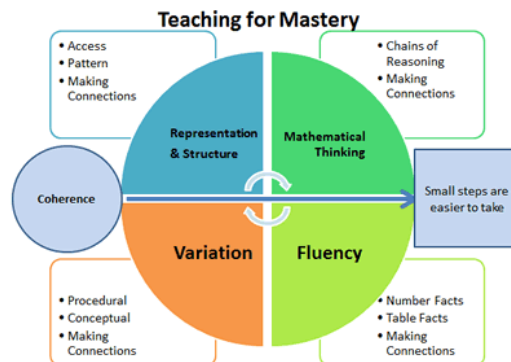 Teaching for Mastery
• Access
• Pattern
• Making
Connections
• Chains of
Reasoning
• Making
Connections
Representation
& Structure
Mathematical
Thinking
Coherence
Small steps are
easier to take
Variation
Fluency
• Procedural
• Conceptual
• Making
Connections
• Number Facts
• Table Facts
• Making
Connections